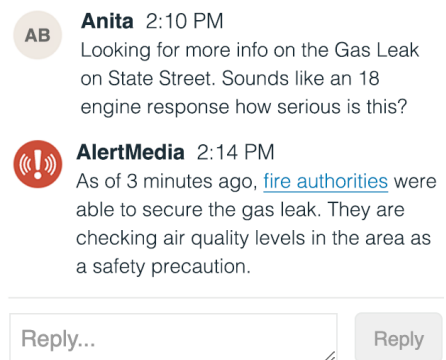 AB
Anita 2:10 PM
Looking for more info on the Gas Leak
on State Street. Sounds like an 18
engine response how serious is this?
AlertMedia 2:14 PM
As of 3 minutes ago, fire authorities were
able to secure the gas leak. They are
checking air quality levels in the area as
a safety precaution.
Reply...
Reply